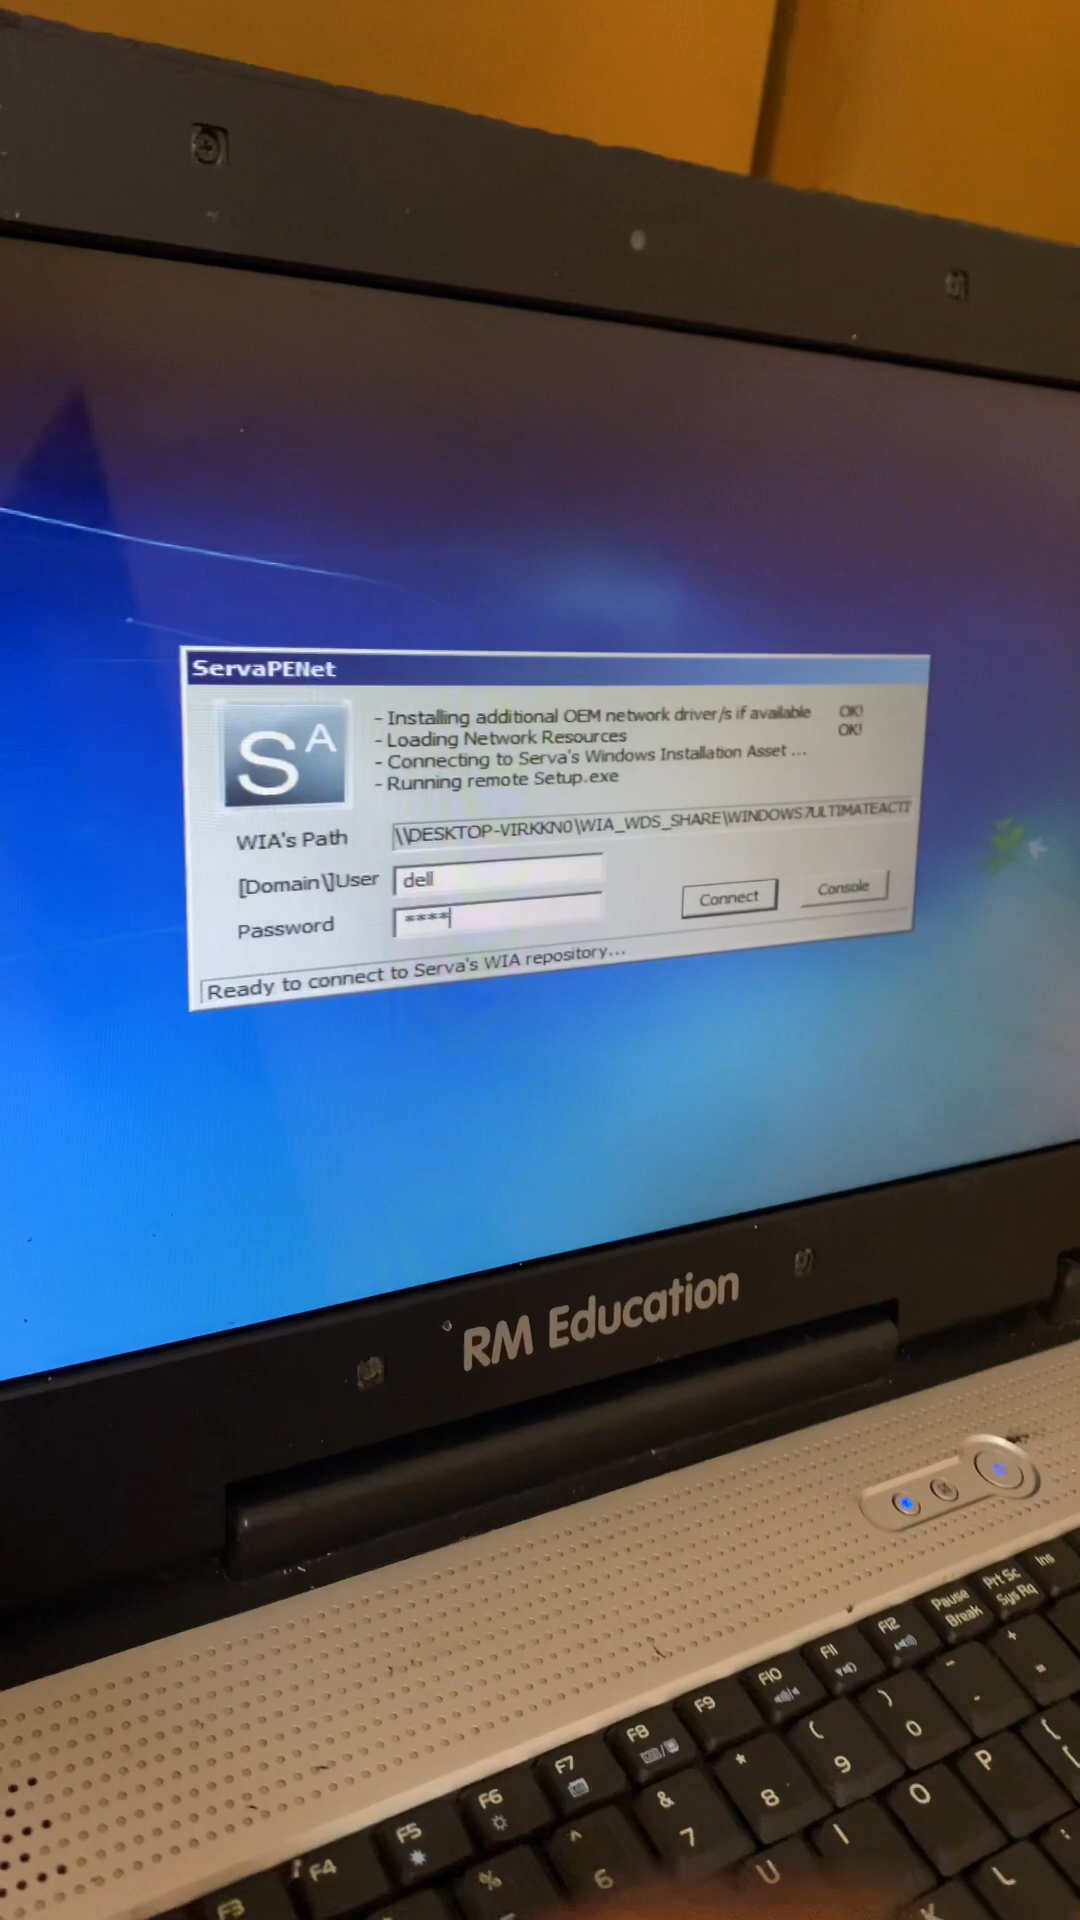 ServaPENet
SA
- Installing additional OEM network driver/s if available OK!
- Loading Network Resources OK!
- Connecting to Serva's Windows Installation Asset ...
- Running remote Setup.exe
WIA's Path \\DESKTOP-VIRKKN0\WIA_WDS_SHARE\WINDOWS7ULTIMATEACTI
[Domain\]User dell
Password ****
Connect Console
Ready to connect to Serva's WIA repository...
RM Education
Ins
Prt Sc
Sys Rq
Pause
Break
F12
F11
F10
F9
F8
F7
F6
F5
F4
F3
+ =
_ -
) 0
( 9
* 8
& 7
^ 6
%
P
O
I
U
L
K